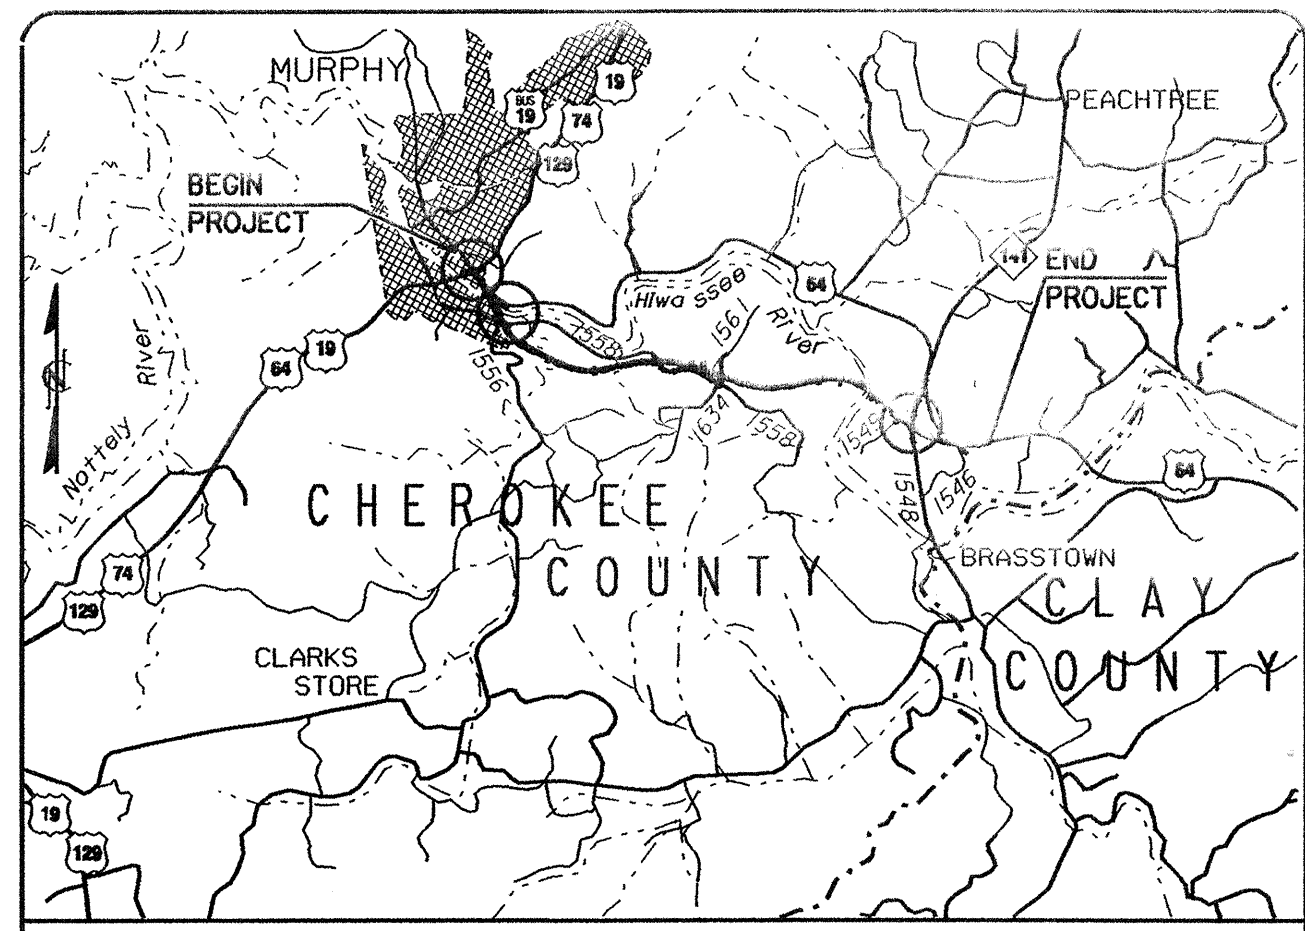 MURPHY
19
BUS
19
74
129
PEACHTREE
BEGIN
PROJECT
141
END
PROJECT
64
Hiwassee
River
1561
1558
1556
64
19
River
Nottely
1634
1558
1549
1548
1546
64
CHEROKEE
COUNTY
BRASSTOWN
74
129
CLAY
COUNTY
CLARKS
STORE
19
129